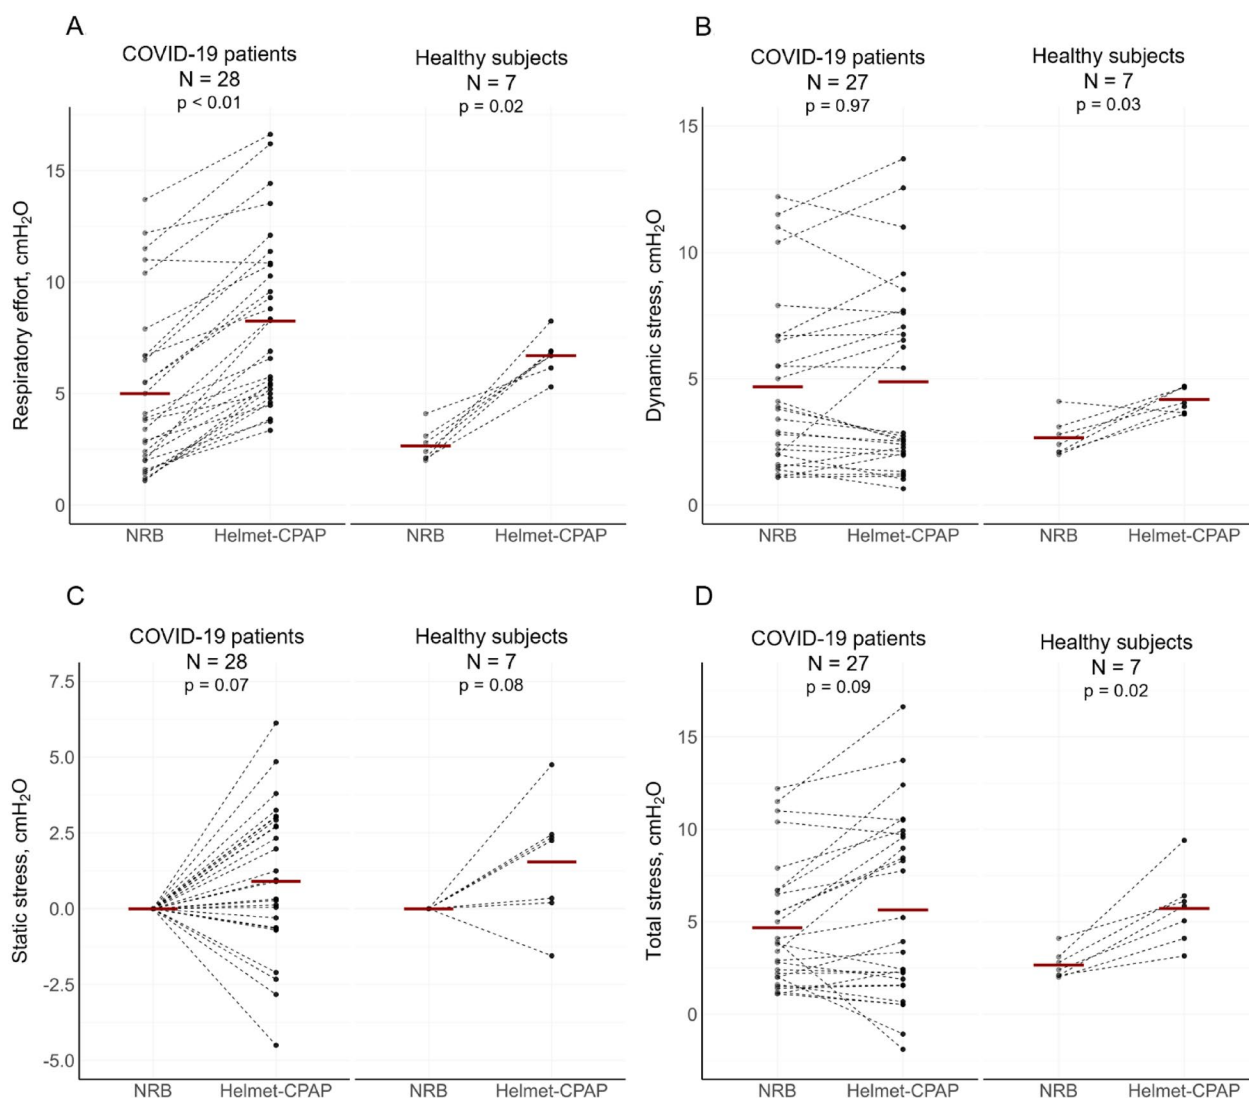 A
COVID-19 patients
N = 28
p < 0.01
Healthy subjects
N = 7
p = 0.02
Respiratory effort, cmH₂O
15
10
5
0
NRB
Helmet-CPAP
NRB
Helmet-CPAP
B
COVID-19 patients
N = 27
p = 0.97
Healthy subjects
N = 7
p = 0.03
Dynamic stress, cmH₂O
15
10
5
0
NRB
Helmet-CPAP
NRB
Helmet-CPAP
C
COVID-19 patients
N = 28
p = 0.07
Healthy subjects
N = 7
p = 0.08
Static stress, cmH₂O
7.5
5.0
2.5
0.0
-2.5
-5.0
NRB
Helmet-CPAP
NRB
Helmet-CPAP
D
COVID-19 patients
N = 27
p = 0.09
Healthy subjects
N = 7
p = 0.02
Total stress, cmH₂O
15
10
5
0
NRB
Helmet-CPAP
NRB
Helmet-CPAP